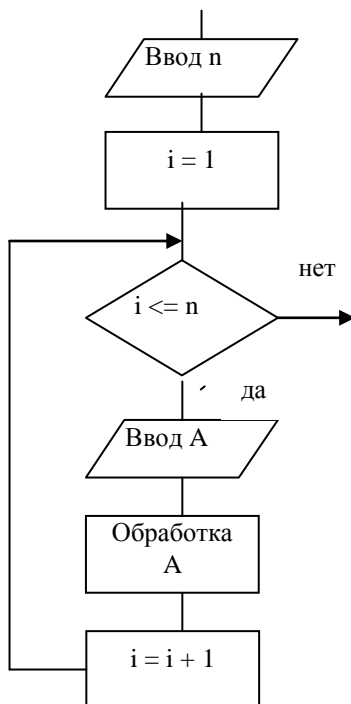 Ввод n
i = 1
нет
i <= n
да
Ввод А
Обработка
А
i = i + 1